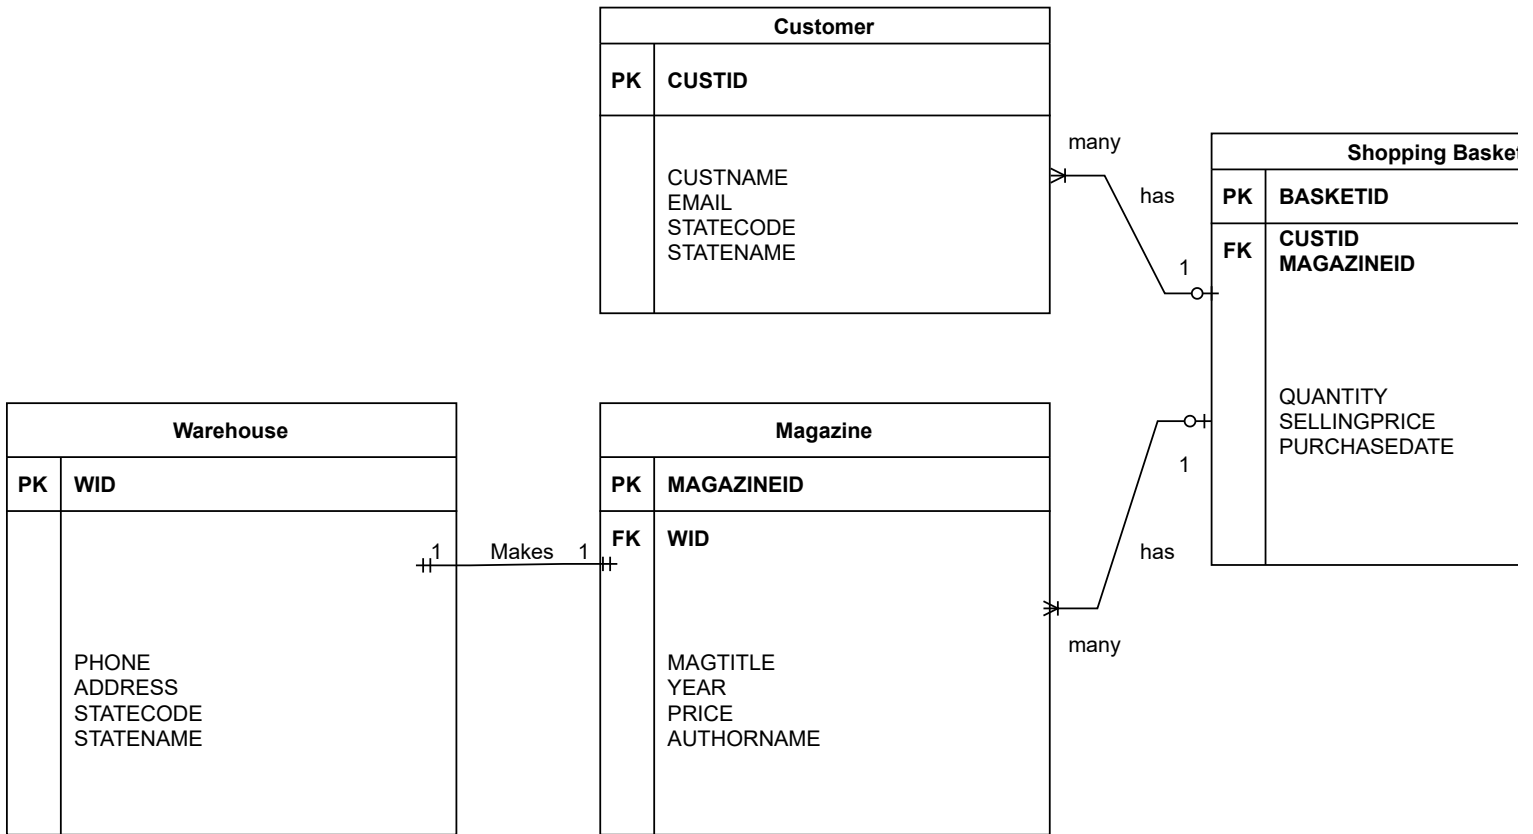 Customer
PK CUSTID
CUSTNAME
EMAIL
STATECODE
STATENAME
many
has
1
Shopping Basket
PK BASKETID
FK CUSTID
MAGAZINEID
QUANTITY
SELLINGPRICE
PURCHASEDATE
Warehouse
PK WID
PHONE
ADDRESS
STATECODE
STATENAME
1 Makes 1
Magazine
PK MAGAZINEID
FK WID
MAGTITLE
YEAR
PRICE
AUTHORNAME
1
has
many